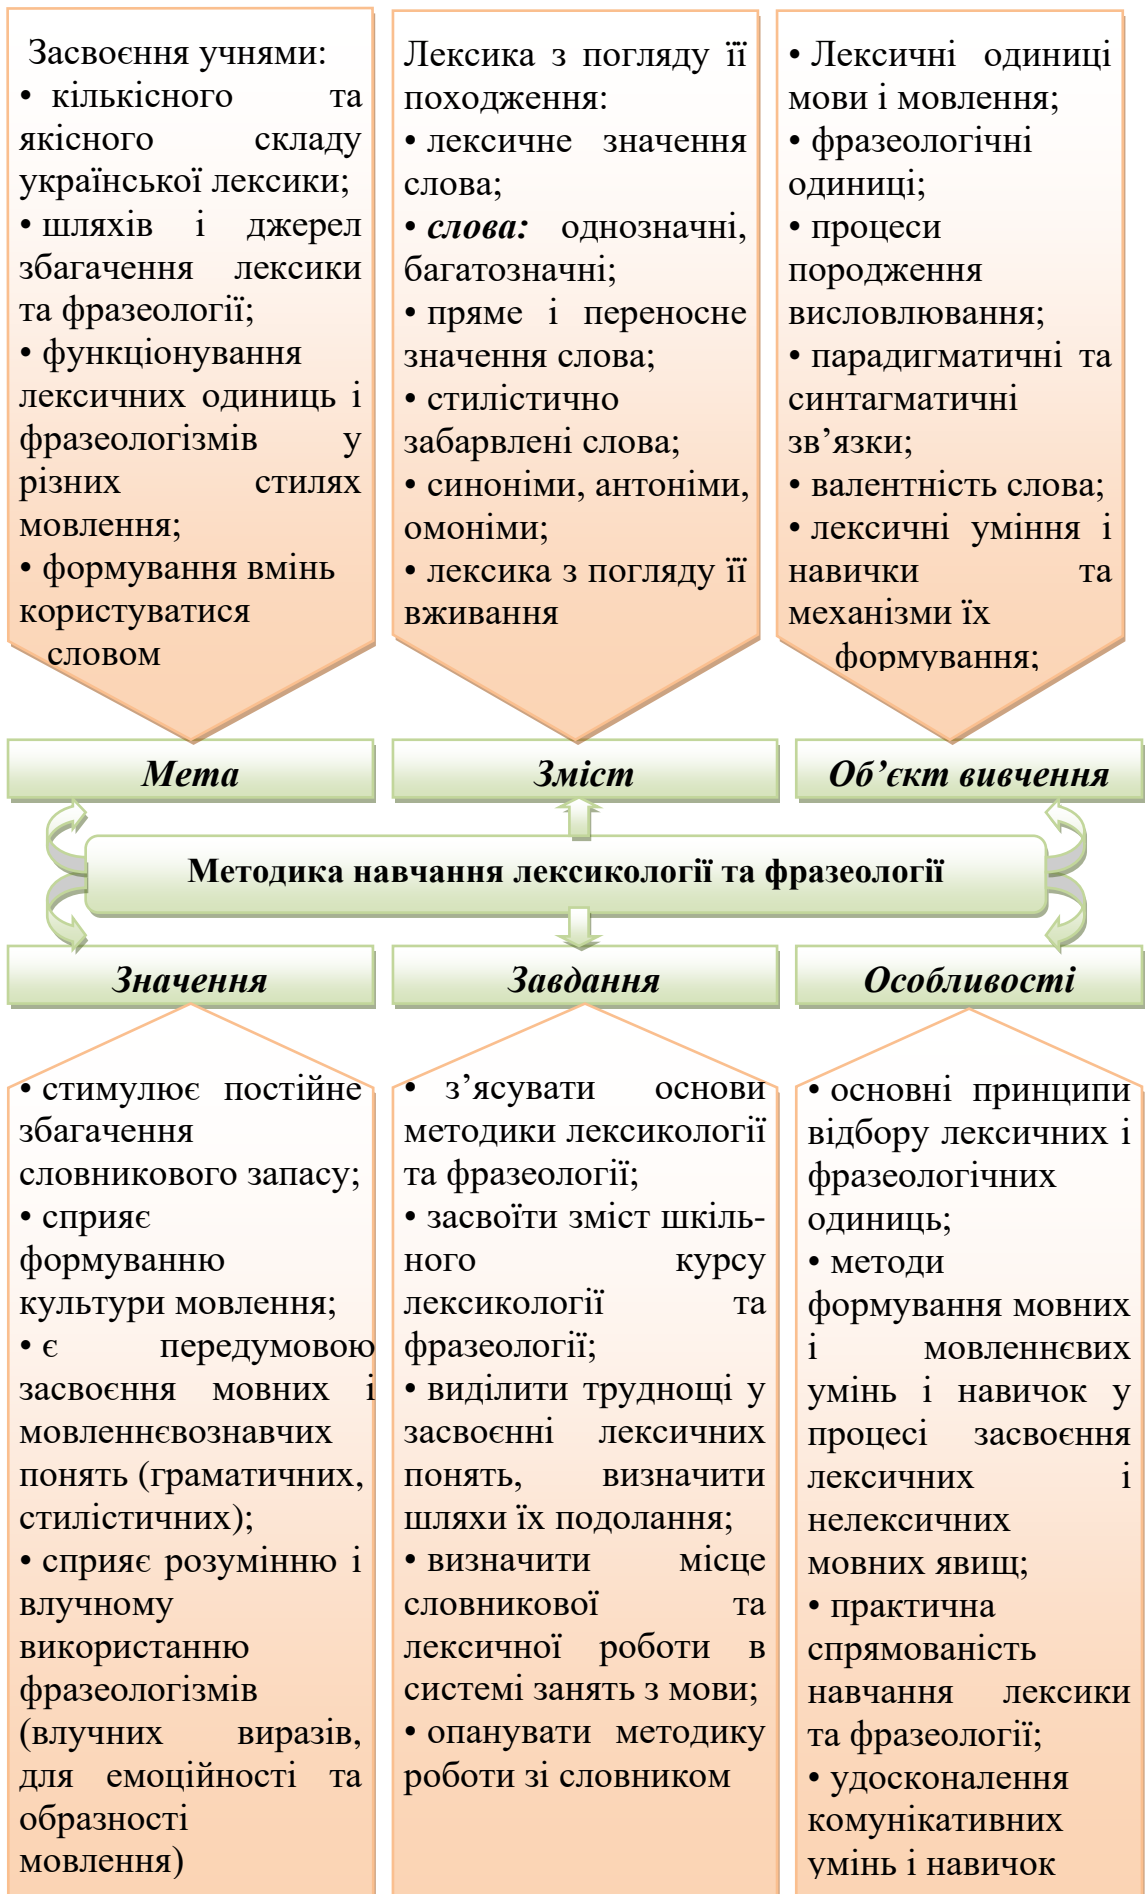 Засвоєння учнями:
• кількісного та
якісного складу
української лексики;
• шляхів і джерел
збагачення лексики
та фразеології;
• функціонування
лексичних одиниць і
фразеологізмів у
різних стилях
мовлення;
• формування вмінь
користуватися
словом
Лексика з погляду її
походження:
• лексичне значення
слова;
• слова: однозначні,
багатозначні;
• пряме і переносне
значення слова;
• стилістично
забарвлені слова;
• синоніми, антоніми,
омоніми;
• лексика з погляду її
вживання
• Лексичні одиниці
мови і мовлення;
• фразеологічні
одиниці;
• процеси
породження
висловлювання;
• парадигматичні та
синтагматичні
зв’язки;
• валентність слова;
• лексичні уміння і
навички та
механізми їх
формування;
Мета
Зміст
Об’єкт вивчення
Методика навчання лексикології та фразеології
Значення
Завдання
Особливості
• стимулює постійне
збагачення
словникового запасу;
• сприяє
формуванню
культури мовлення;
• є передумовою
засвоєння мовних і
мовленнєвознавчих
понять (граматичних,
стилістичних);
• сприяє розумінню і
влучному
використанню
фразеологізмів
(влучних виразів,
для емоційності та
образності
мовлення)
• з’ясувати основи
методики лексикології
та фразеології;
• засвоїти зміст шкіль-
ного курсу
лексикології та
фразеології;
• виділити труднощі у
засвоєнні лексичних
понять, визначити
шляхи їх подолання;
• визначити місце
словникової та
лексичної роботи в
системі занять з мови;
• опанувати методику
роботи зі словником
• основні принципи
відбору лексичних і
фразеологічних
одиниць;
• методи
формування мовних
і мовленнєвих
умінь і навичок у
процесі засвоєння
лексичних і
нелексичних
мовних явищ;
• практична
спрямованість
навчання лексики
та фразеології;
• удосконалення
комунікативних
умінь і навичок